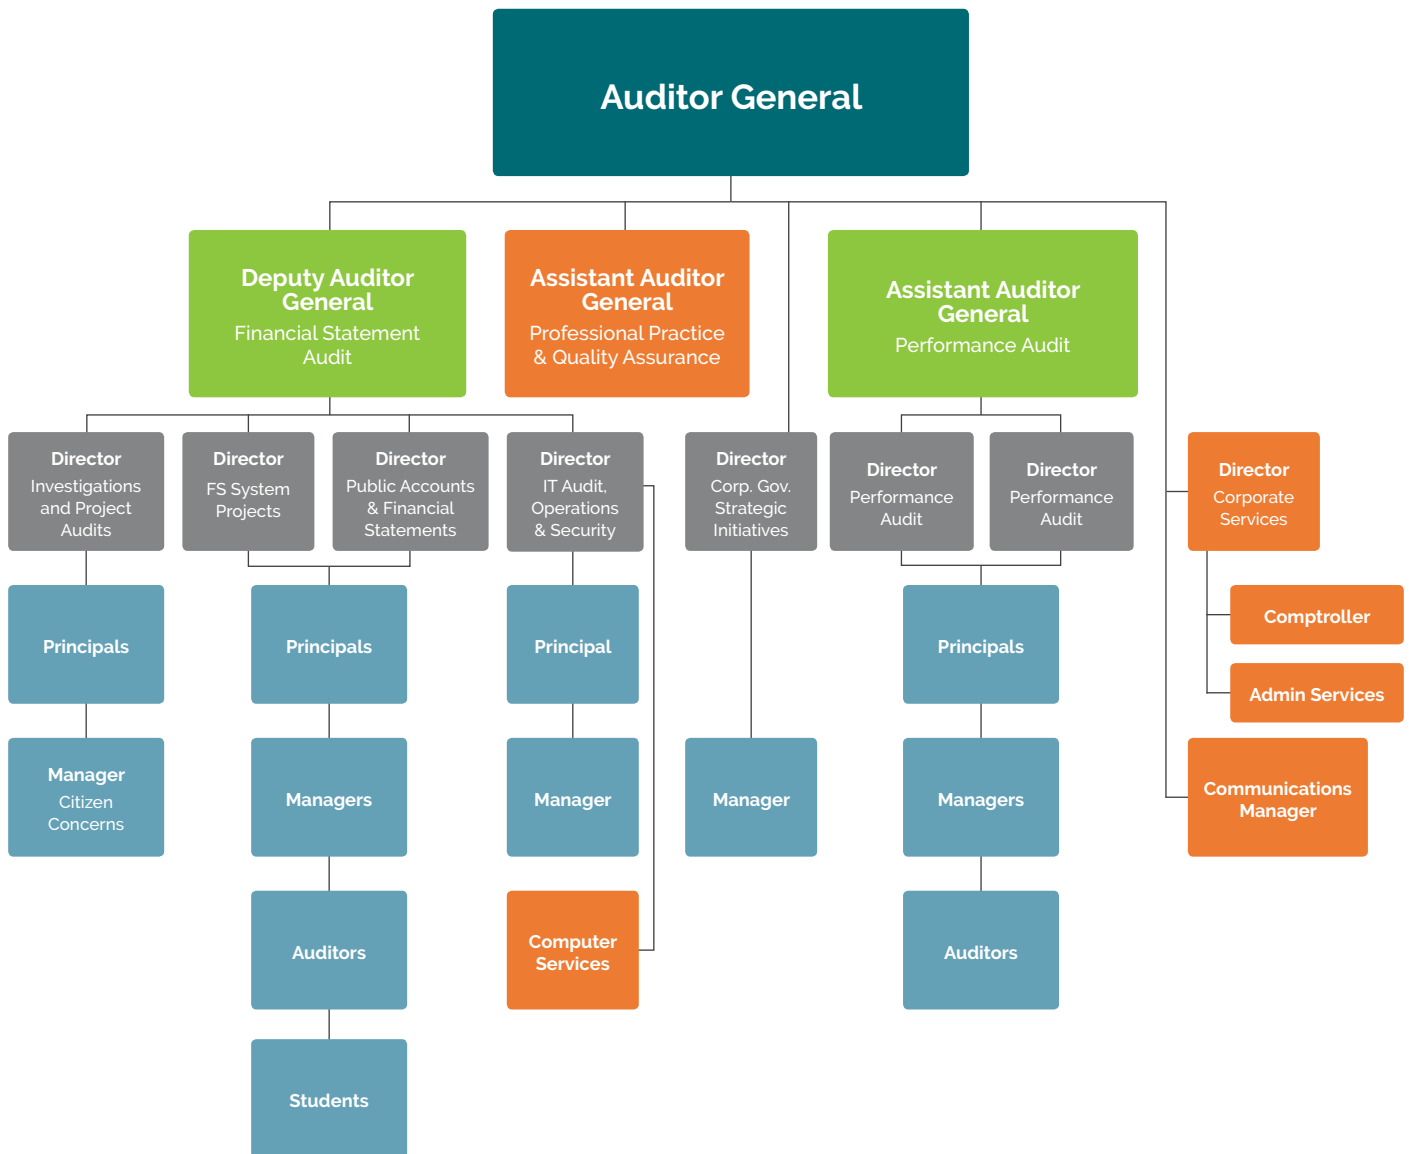 Auditor General
Deputy Auditor
General
Financial Statement
Audit
Assistant Auditor
General
Professional Practice
& Quality Assurance
Assistant Auditor
General
Performance Audit
Director
Investigations
and Project
Audits
Director
FS System
Projects
Director
Public Accounts
& Financial
Statements
Director
IT Audit,
Operations
& Security
Director
Corp. Gov.
Strategic
Initiatives
Director
Performance
Audit
Director
Performance
Audit
Director
Corporate
Services
Principals
Principals
Principal
Principals
Comptroller
Admin Services
Manager
Citizen
Concerns
Managers
Manager
Manager
Managers
Communications
Manager
Auditors
Computer
Services
Auditors
Students